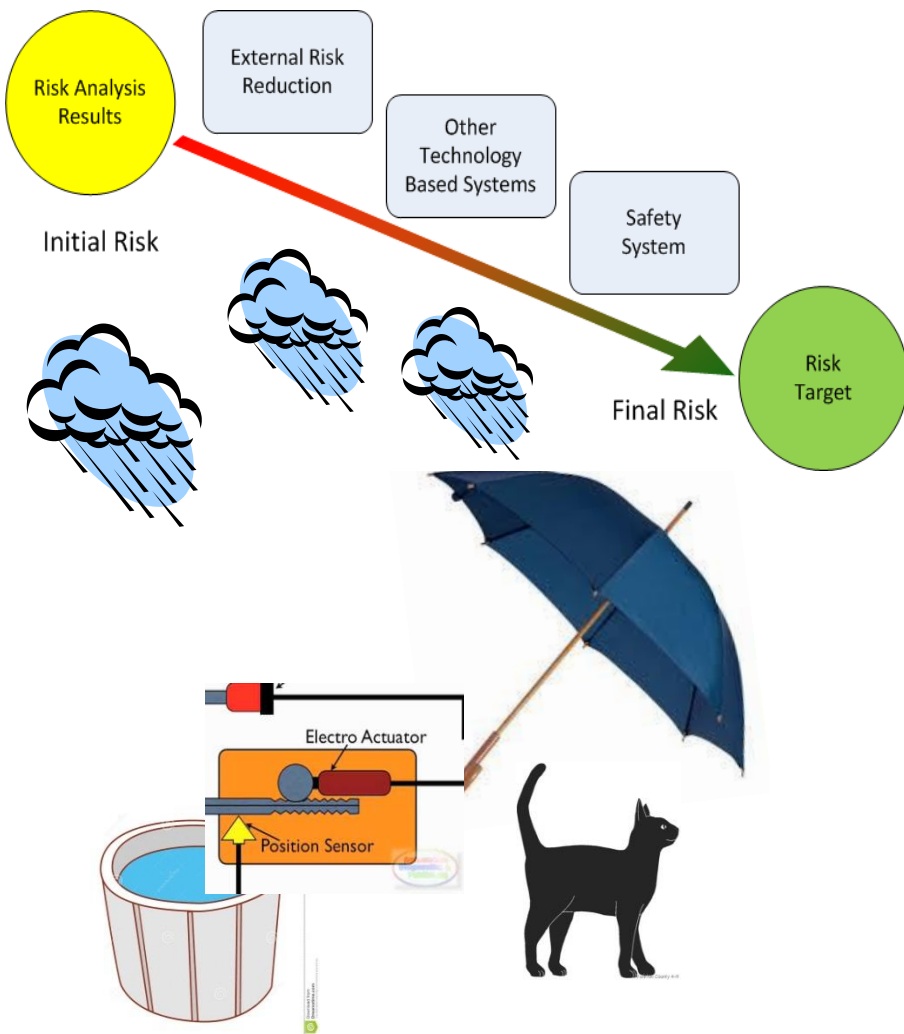 Risk Analysis
Results
External Risk
Reduction
Other
Technology
Based Systems
Safety
System
Initial Risk
Final Risk
Risk
Target
Electro Actuator
Position Sensor